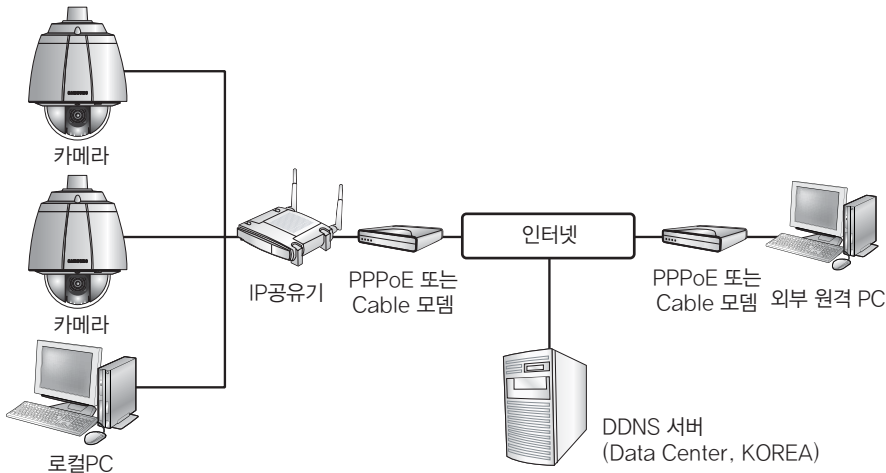 카메라
카메라
로컬PC
IP공유기
PPPoE 또는
Cable 모뎀
인터넷
PPPoE 또는
Cable 모뎀
외부 원격 PC
DDNS 서버
(Data Center, KOREA)